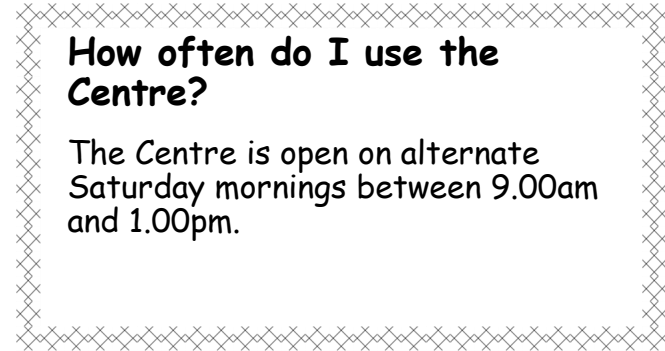 How often do I use the
Centre?
The Centre is open on alternate
Saturday mornings between 9.00am
and 1.00pm.